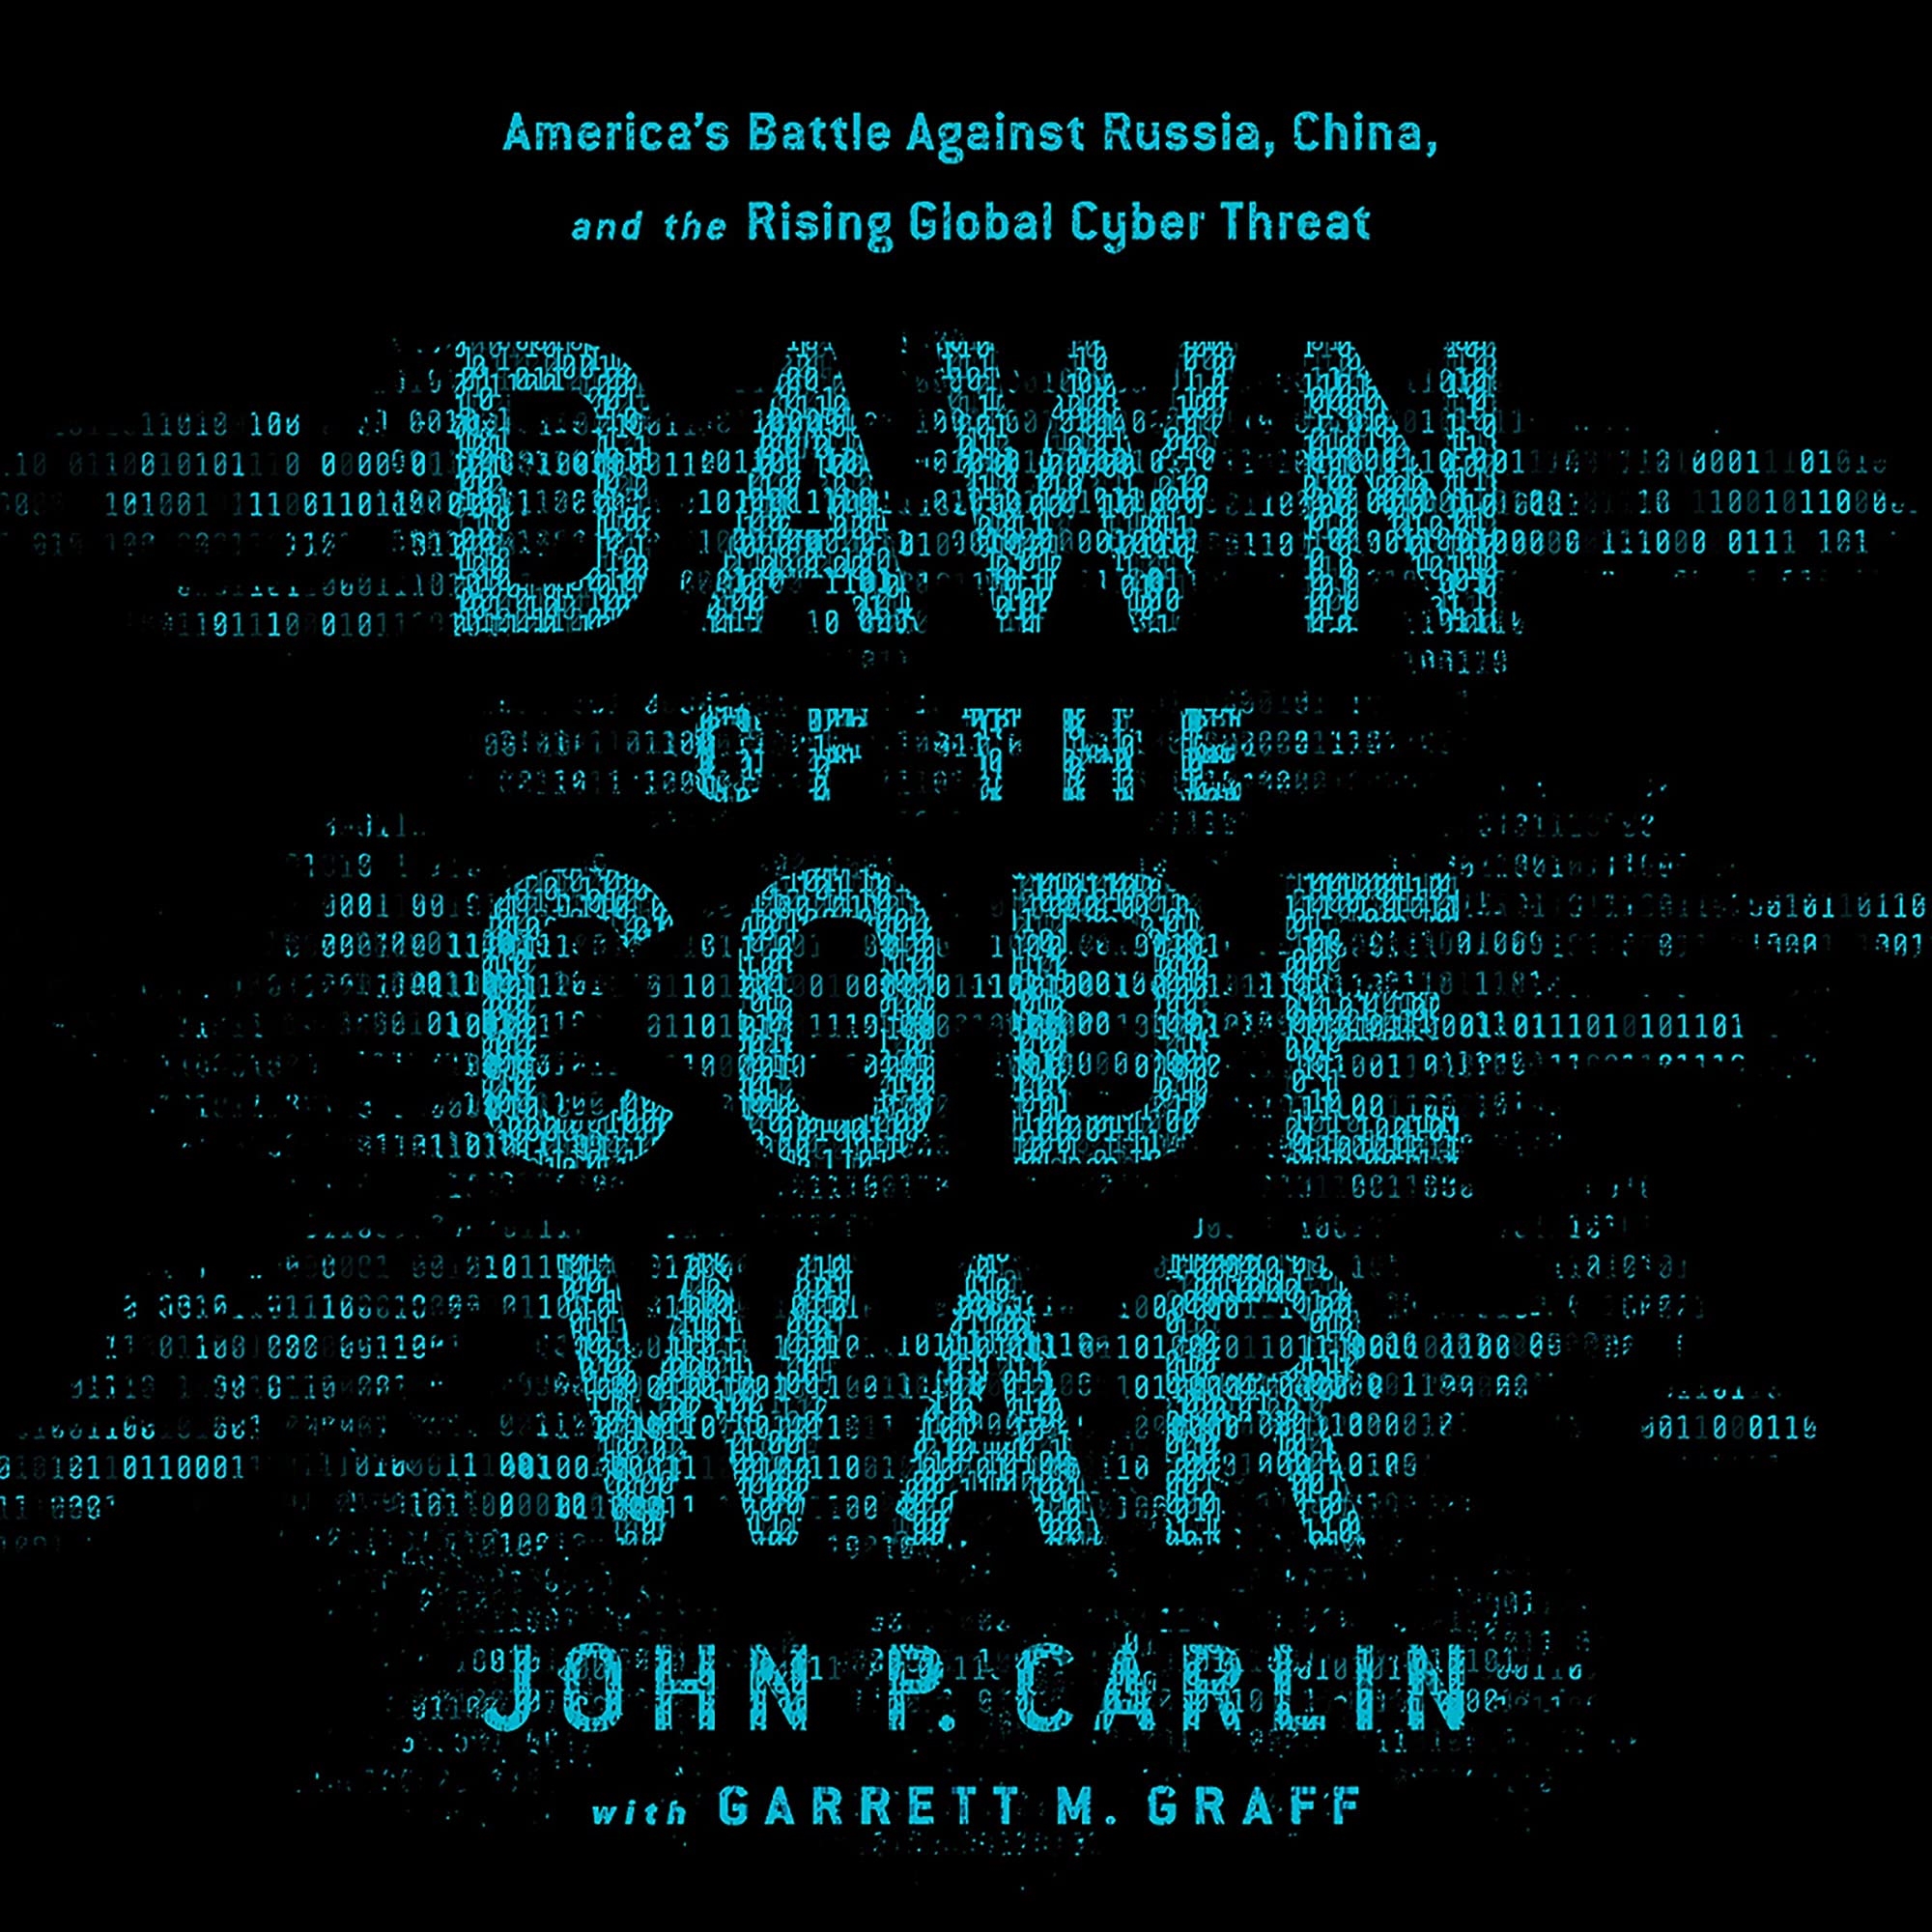 America's Battle Against Russia, China,
and the Rising Global Cyber Threat
DAWN
OF THE
CODE
WAR
JOHN P. CARLIN
with GARRETT M. GRAFF